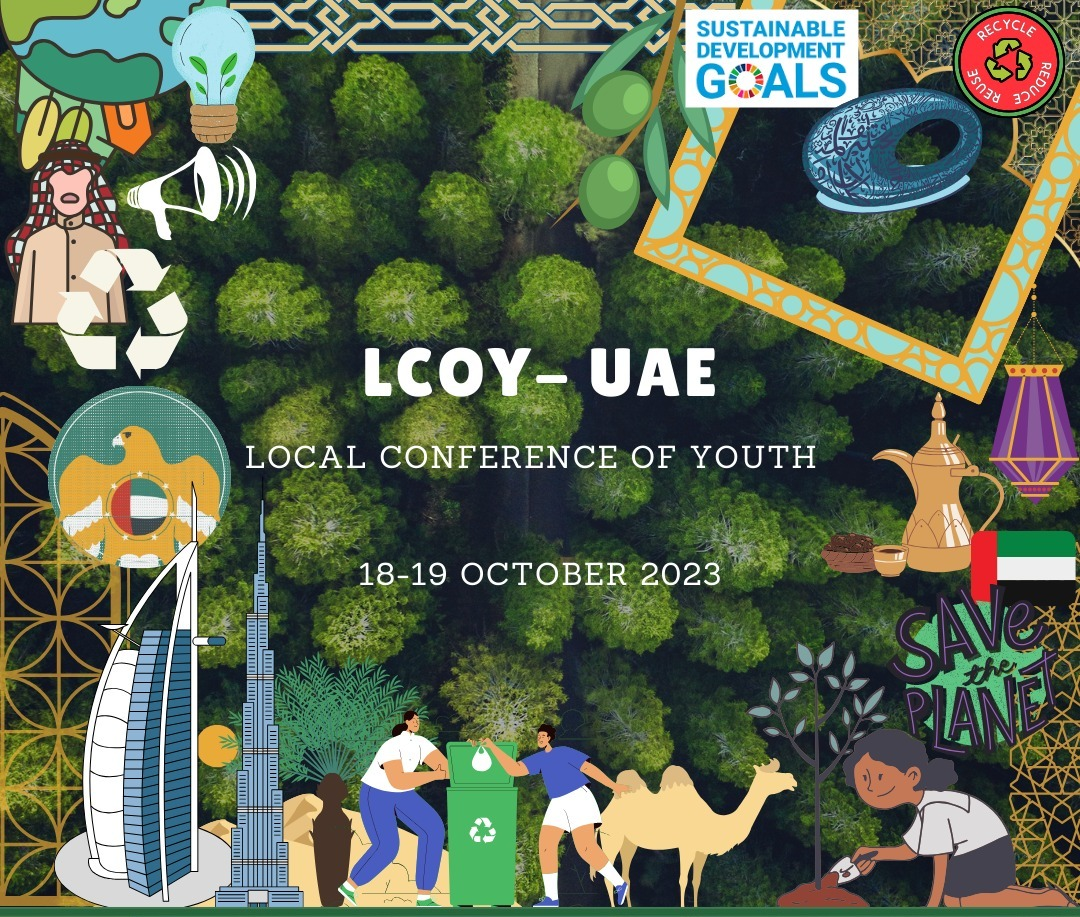 SUSTAINABLE
DEVELOPMENT
GOALS
RECYCLE
REDUCE
REUSE
LCOY– UAE
LOCAL CONFERENCE OF YOUTH
18-19 OCTOBER 2023
SAVe
the
PLANET